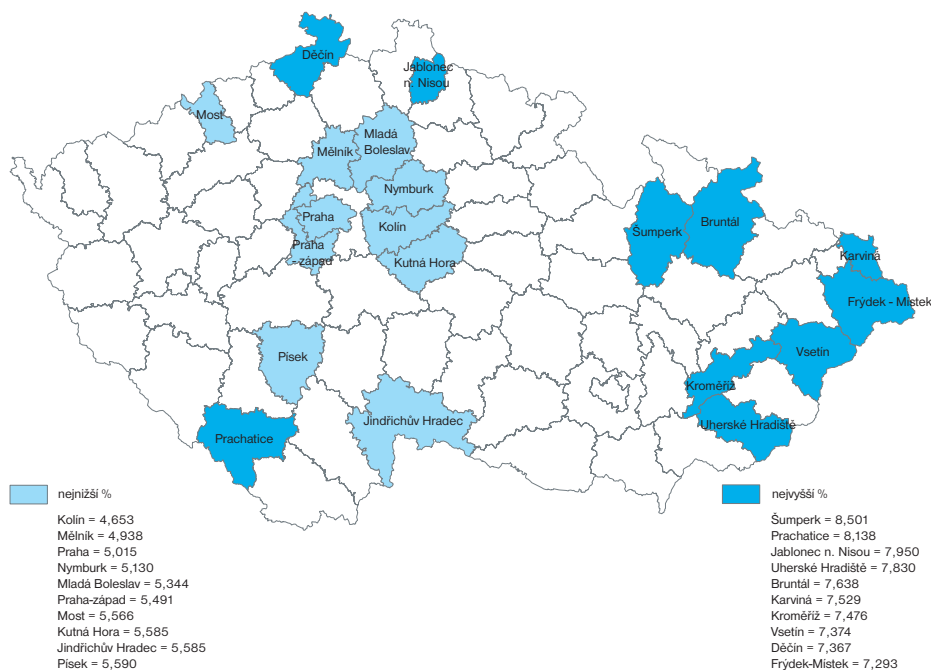 Děčín
Jablonec
n. Nisou
Most
Mladá
Boleslav
Mělník
Nymburk
Praha
Kolín
Praha
- západ
Kutná Hora
Šumperk
Bruntál
Karviná
Frýdek - Místek
Vsetín
Kroměříž
Uherské Hradiště
Písek
Jindřichův Hradec
Prachatice
nejnižší %
Kolín = 4,653
Mělník = 4,938
Praha = 5,015
Nymburk = 5,130
Mladá Boleslav = 5,344
Praha-západ = 5,491
Most = 5,566
Kutná Hora = 5,585
Jindřichův Hradec = 5,585
Písek = 5,590
nejvyšší %
Šumperk = 8,501
Prachatice = 8,138
Jablonec n. Nisou = 7,950
Uherské Hradiště = 7,830
Bruntál = 7,638
Karviná = 7,529
Kroměříž = 7,476
Vsetín = 7,374
Děčín = 7,367
Frýdek-Místek = 7,293